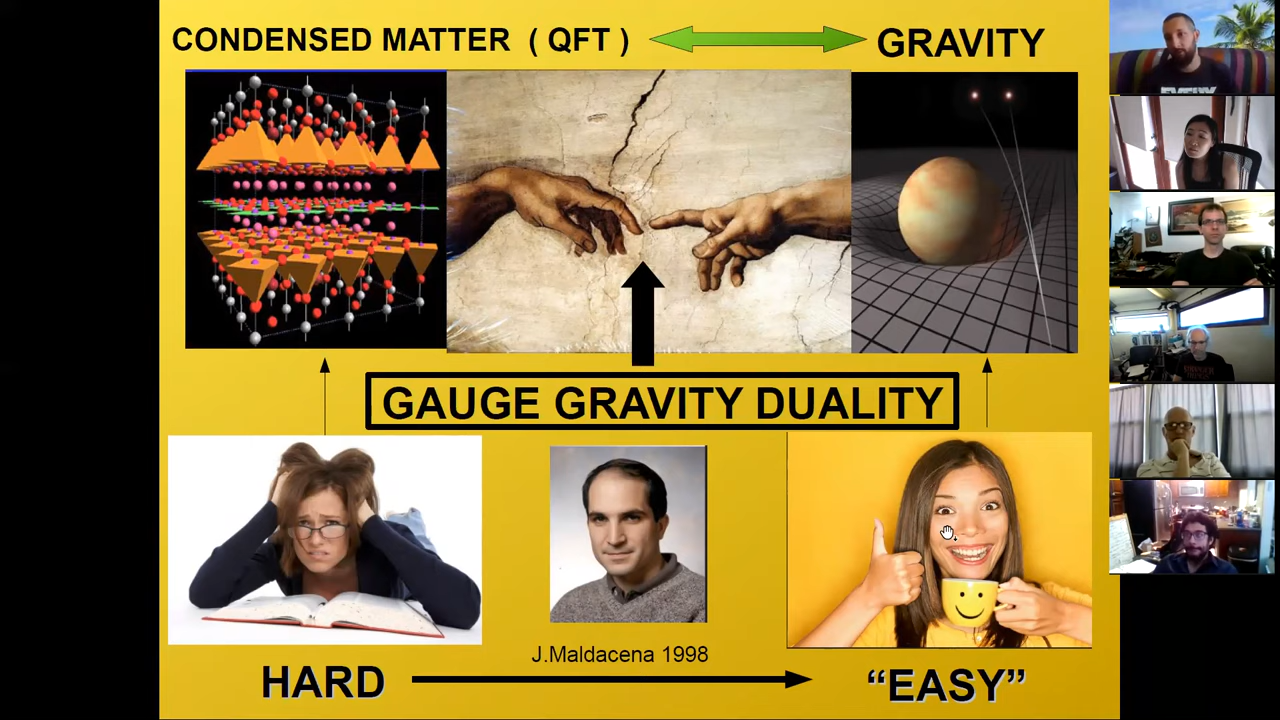 CONDENSED MATTER ( QFT )
GRAVITY
GAUGE GRAVITY DUALITY
J.Maldacena 1998
HARD
“EASY”